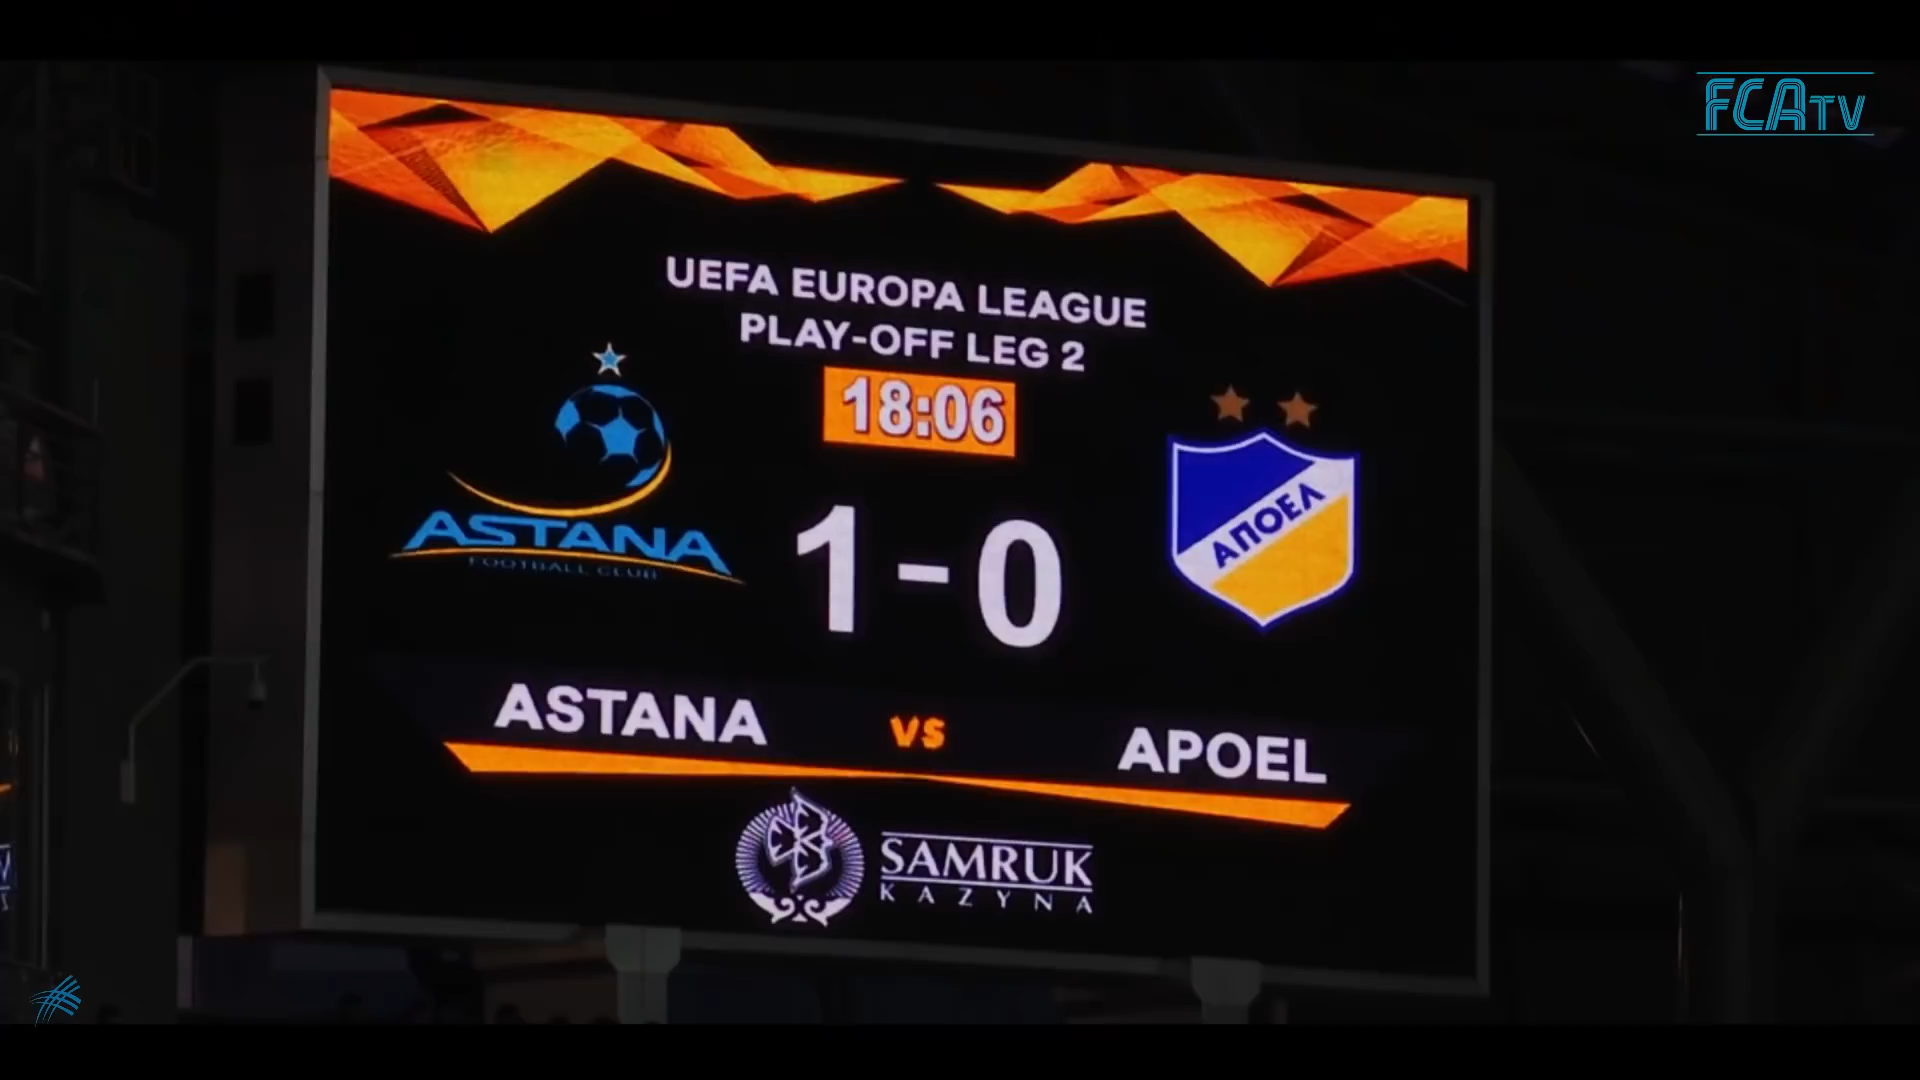 FCATV
UEFA EUROPA LEAGUE
PLAY-OFF LEG 2
18:06
ASTANA
FOOTBALL CLUB
ΑΠΟΕΛ
1-0
ASTANA vs APOEL
SAMRUK
KAZYNA